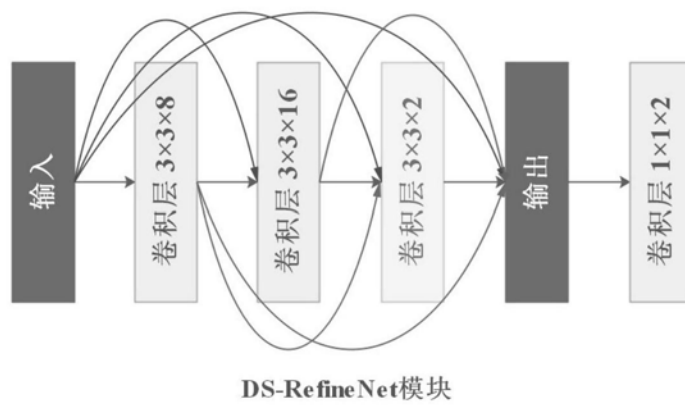 输入
卷积层 3×3×8
卷积层 3×3×16
卷积层 3×3×2
输出
卷积层 1×1×2
DS-RefineNet模块